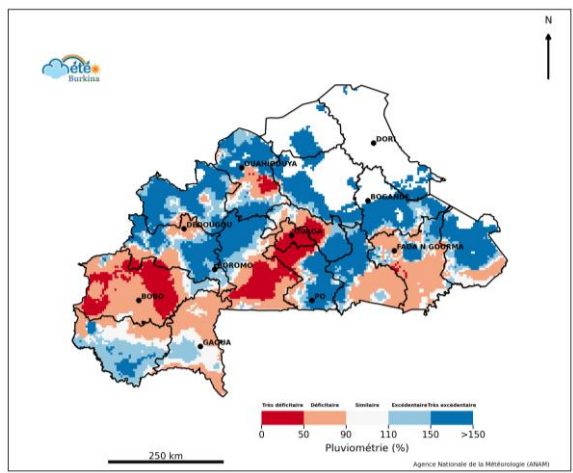 N
Météo
Burkina
DORI
OUAHIGOUYA
BOGANDE
DEDOUGOU
OUAGA
FADA N GOURMA
BOROMO
BOBO
PO
GAOUA
Très déficitaire Déficitaire Similaire Excédentaire Très excédentaire
0 50 90 110 150 >150
Pluviométrie (%)
250 km
Agence Nationale de la Météorologie (ANAM)